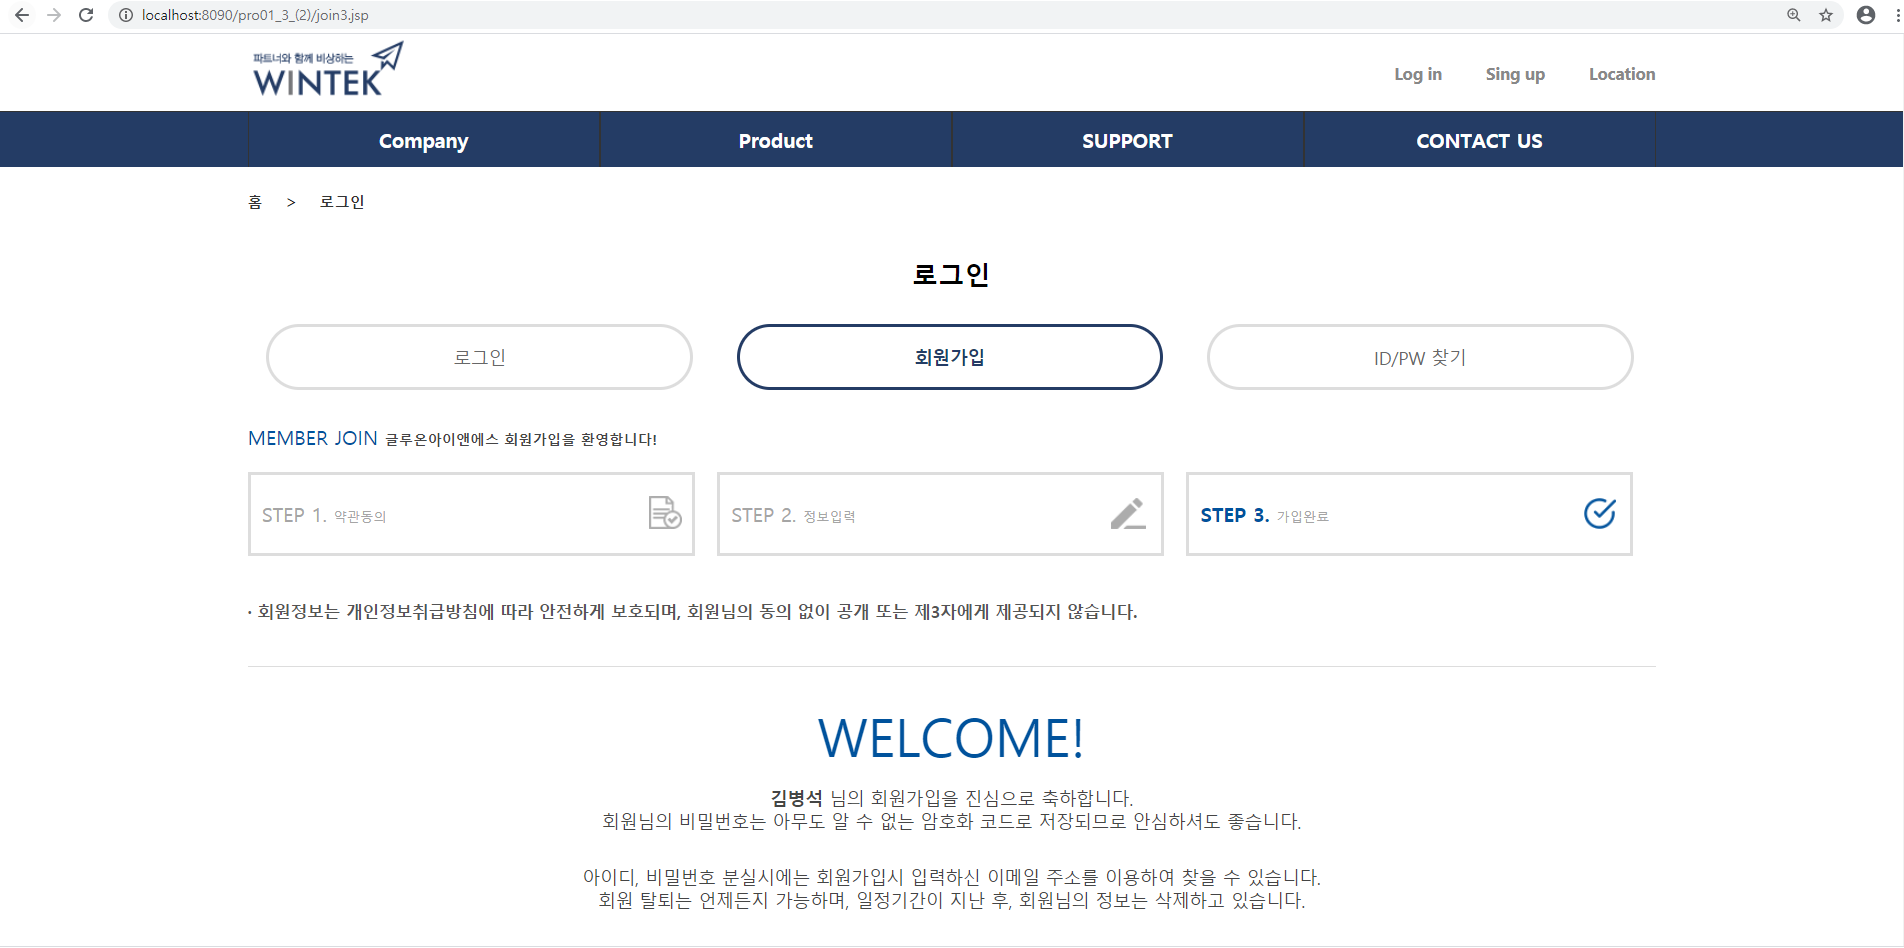 localhost:8090/pro01_3_(2)/join3.jsp
파트너와 함께 비상하는
WINTEK
Log in Sing up Location
Company Product SUPPORT CONTACT US
홈 > 로그인
로그인
로그인 회원가입 ID/PW 찾기
MEMBER JOIN 글루온아이앤에스 회원가입을 환영합니다!
STEP 1. 약관동의 STEP 2. 정보입력 STEP 3. 가입완료
· 회원정보는 개인정보취급방침에 따라 안전하게 보호되며, 회원님의 동의 없이 공개 또는 제3자에게 제공되지 않습니다.
WELCOME!
김병석 님의 회원가입을 진심으로 축하합니다.
회원님의 비밀번호는 아무도 알 수 없는 암호화 코드로 저장되므로 안심하셔도 좋습니다.
아이디, 비밀번호 분실시에는 회원가입시 입력하신 이메일 주소를 이용하여 찾을 수 있습니다.
회원 탈퇴는 언제든지 가능하며, 일정기간이 지난 후, 회원님의 정보는 삭제하고 있습니다.